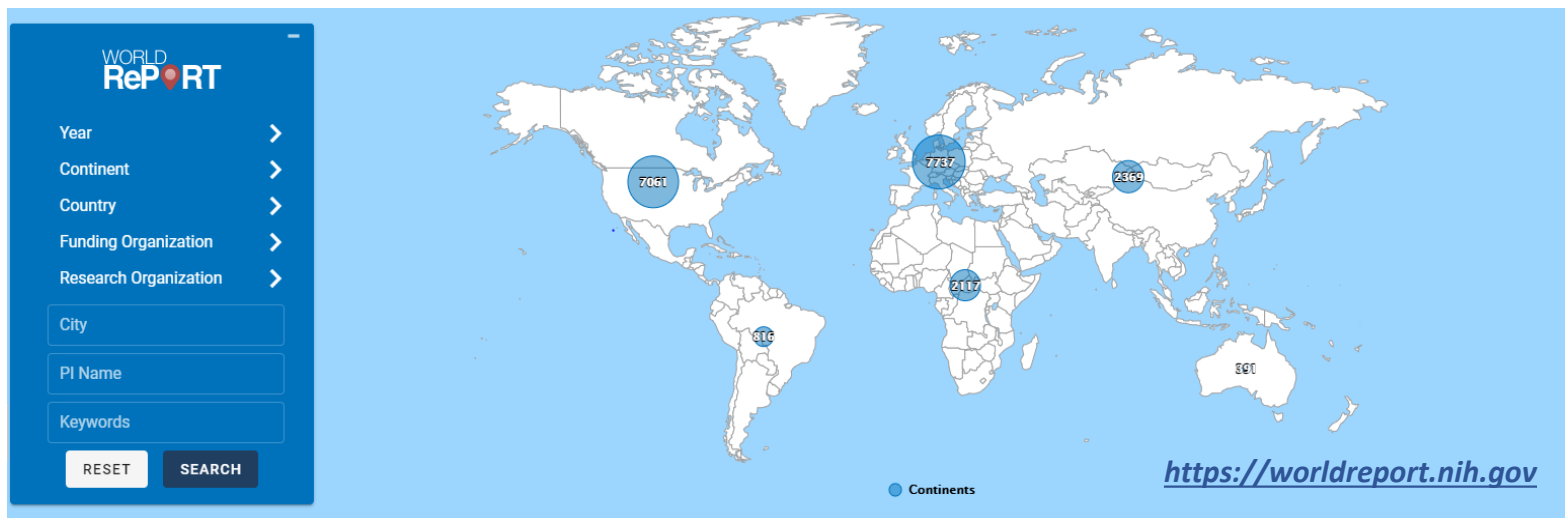 WORLD
RePORT
Year
Continent
Country
Funding Organization
Research Organization
City
PI Name
Keywords
RESET SEARCH
7061
7737
2369
2117
816
391
Continents
https://worldreport.nih.gov